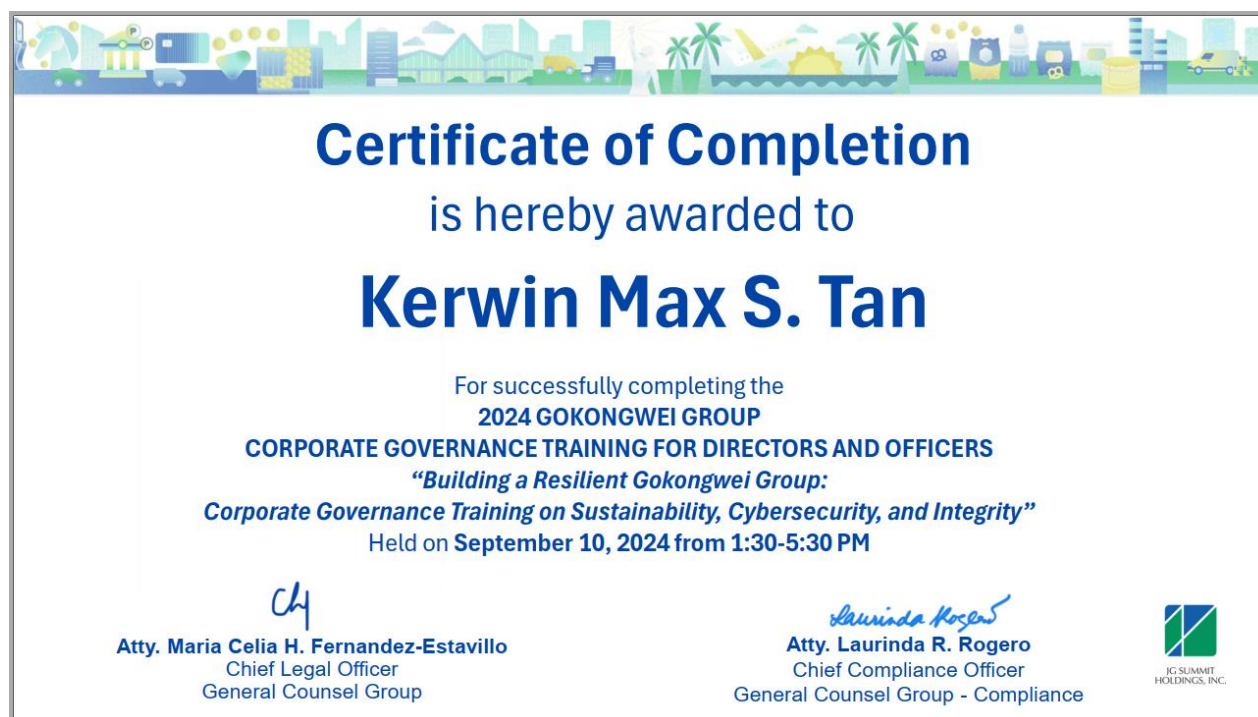 Certificate of Completion
is hereby awarded to
Kerwin Max S. Tan
For successfully completing the
2024 GOKONGWEI GROUP
CORPORATE GOVERNANCE TRAINING FOR DIRECTORS AND OFFICERS
“Building a Resilient Gokongwei Group:
Corporate Governance Training on Sustainability, Cybersecurity, and Integrity”
Held on September 10, 2024 from 1:30-5:30 PM
Laurinda Rogero
Atty. Maria Celia H. Fernandez-Estavillo
Chief Legal Officer
General Counsel Group
Atty. Laurinda R. Rogero
Chief Compliance Officer
General Counsel Group - Compliance
JG SUMMIT
HOLDINGS, INC.